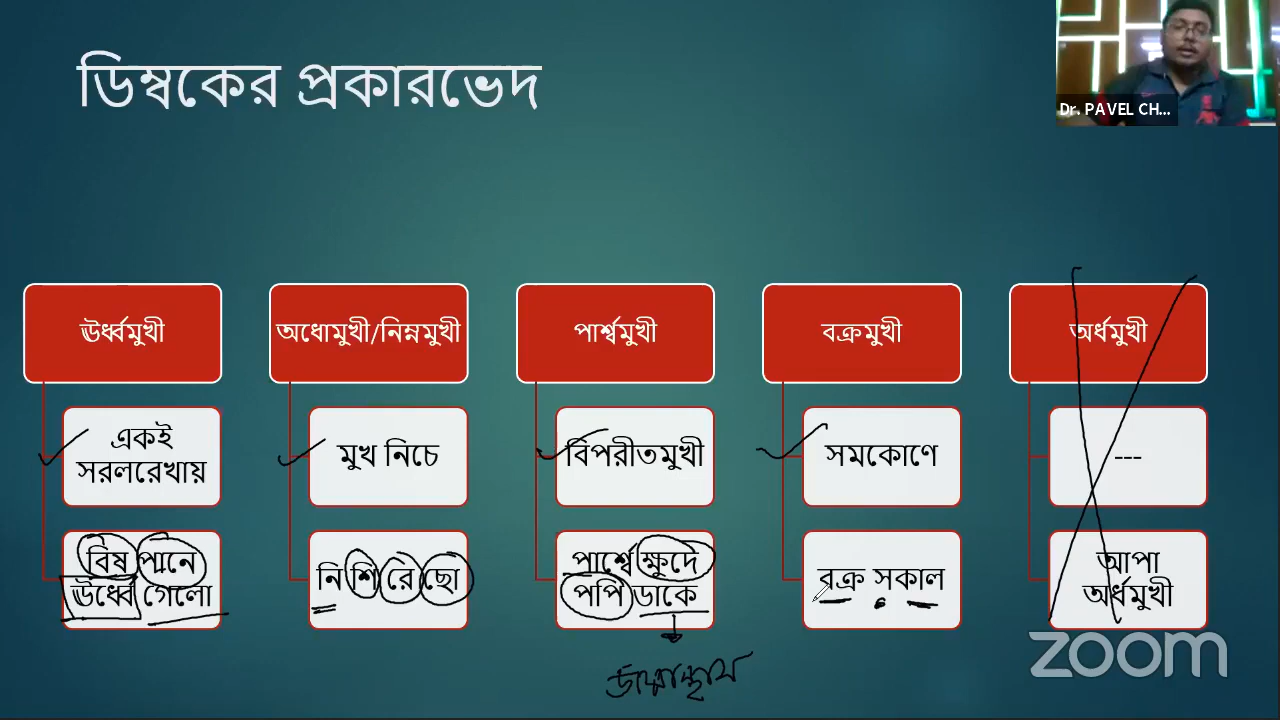 ডিম্বকের প্রকারভেদ
Dr. PAVEL CH...
ঊর্ধ্বমুখী
অধোমুখী/নিম্নমুখী
পার্শ্বমুখী
বক্রমুখী
অর্ধমুখী
একই
সরলরেখায়
মুখ নিচে
বিপরীতমুখী
সমকোণে
---
বিষ পানে
ঊর্ধ্বে গেলো
নি শি রে ছো
পার্শ্বে ক্ষুদে
পপি ডাকে
বক্র সকাল
আপা
অর্ধমুখী
zoom